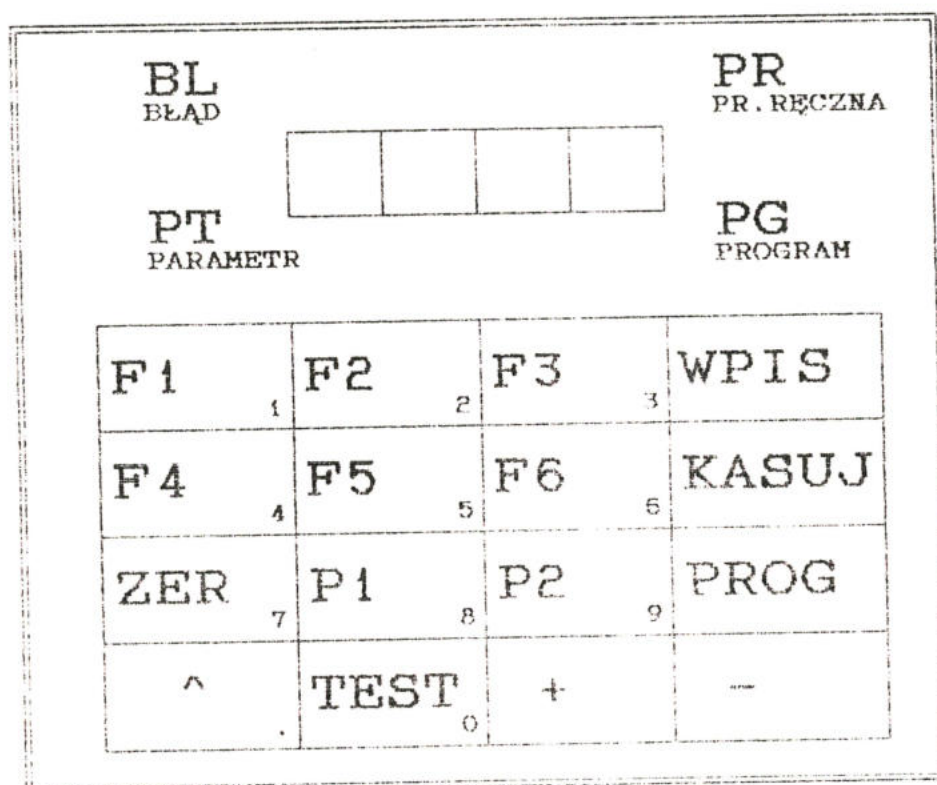 BL PR
BŁĄD PR.RĘCZNA
PT PG
PARAMETR PROGRAM
F1 1 F2 2 F3 3 WPIS
F4 4 F5 5 F6 6 KASUJ
ZER 7 P1 8 P2 9 PROG
^ . TEST 0 + -